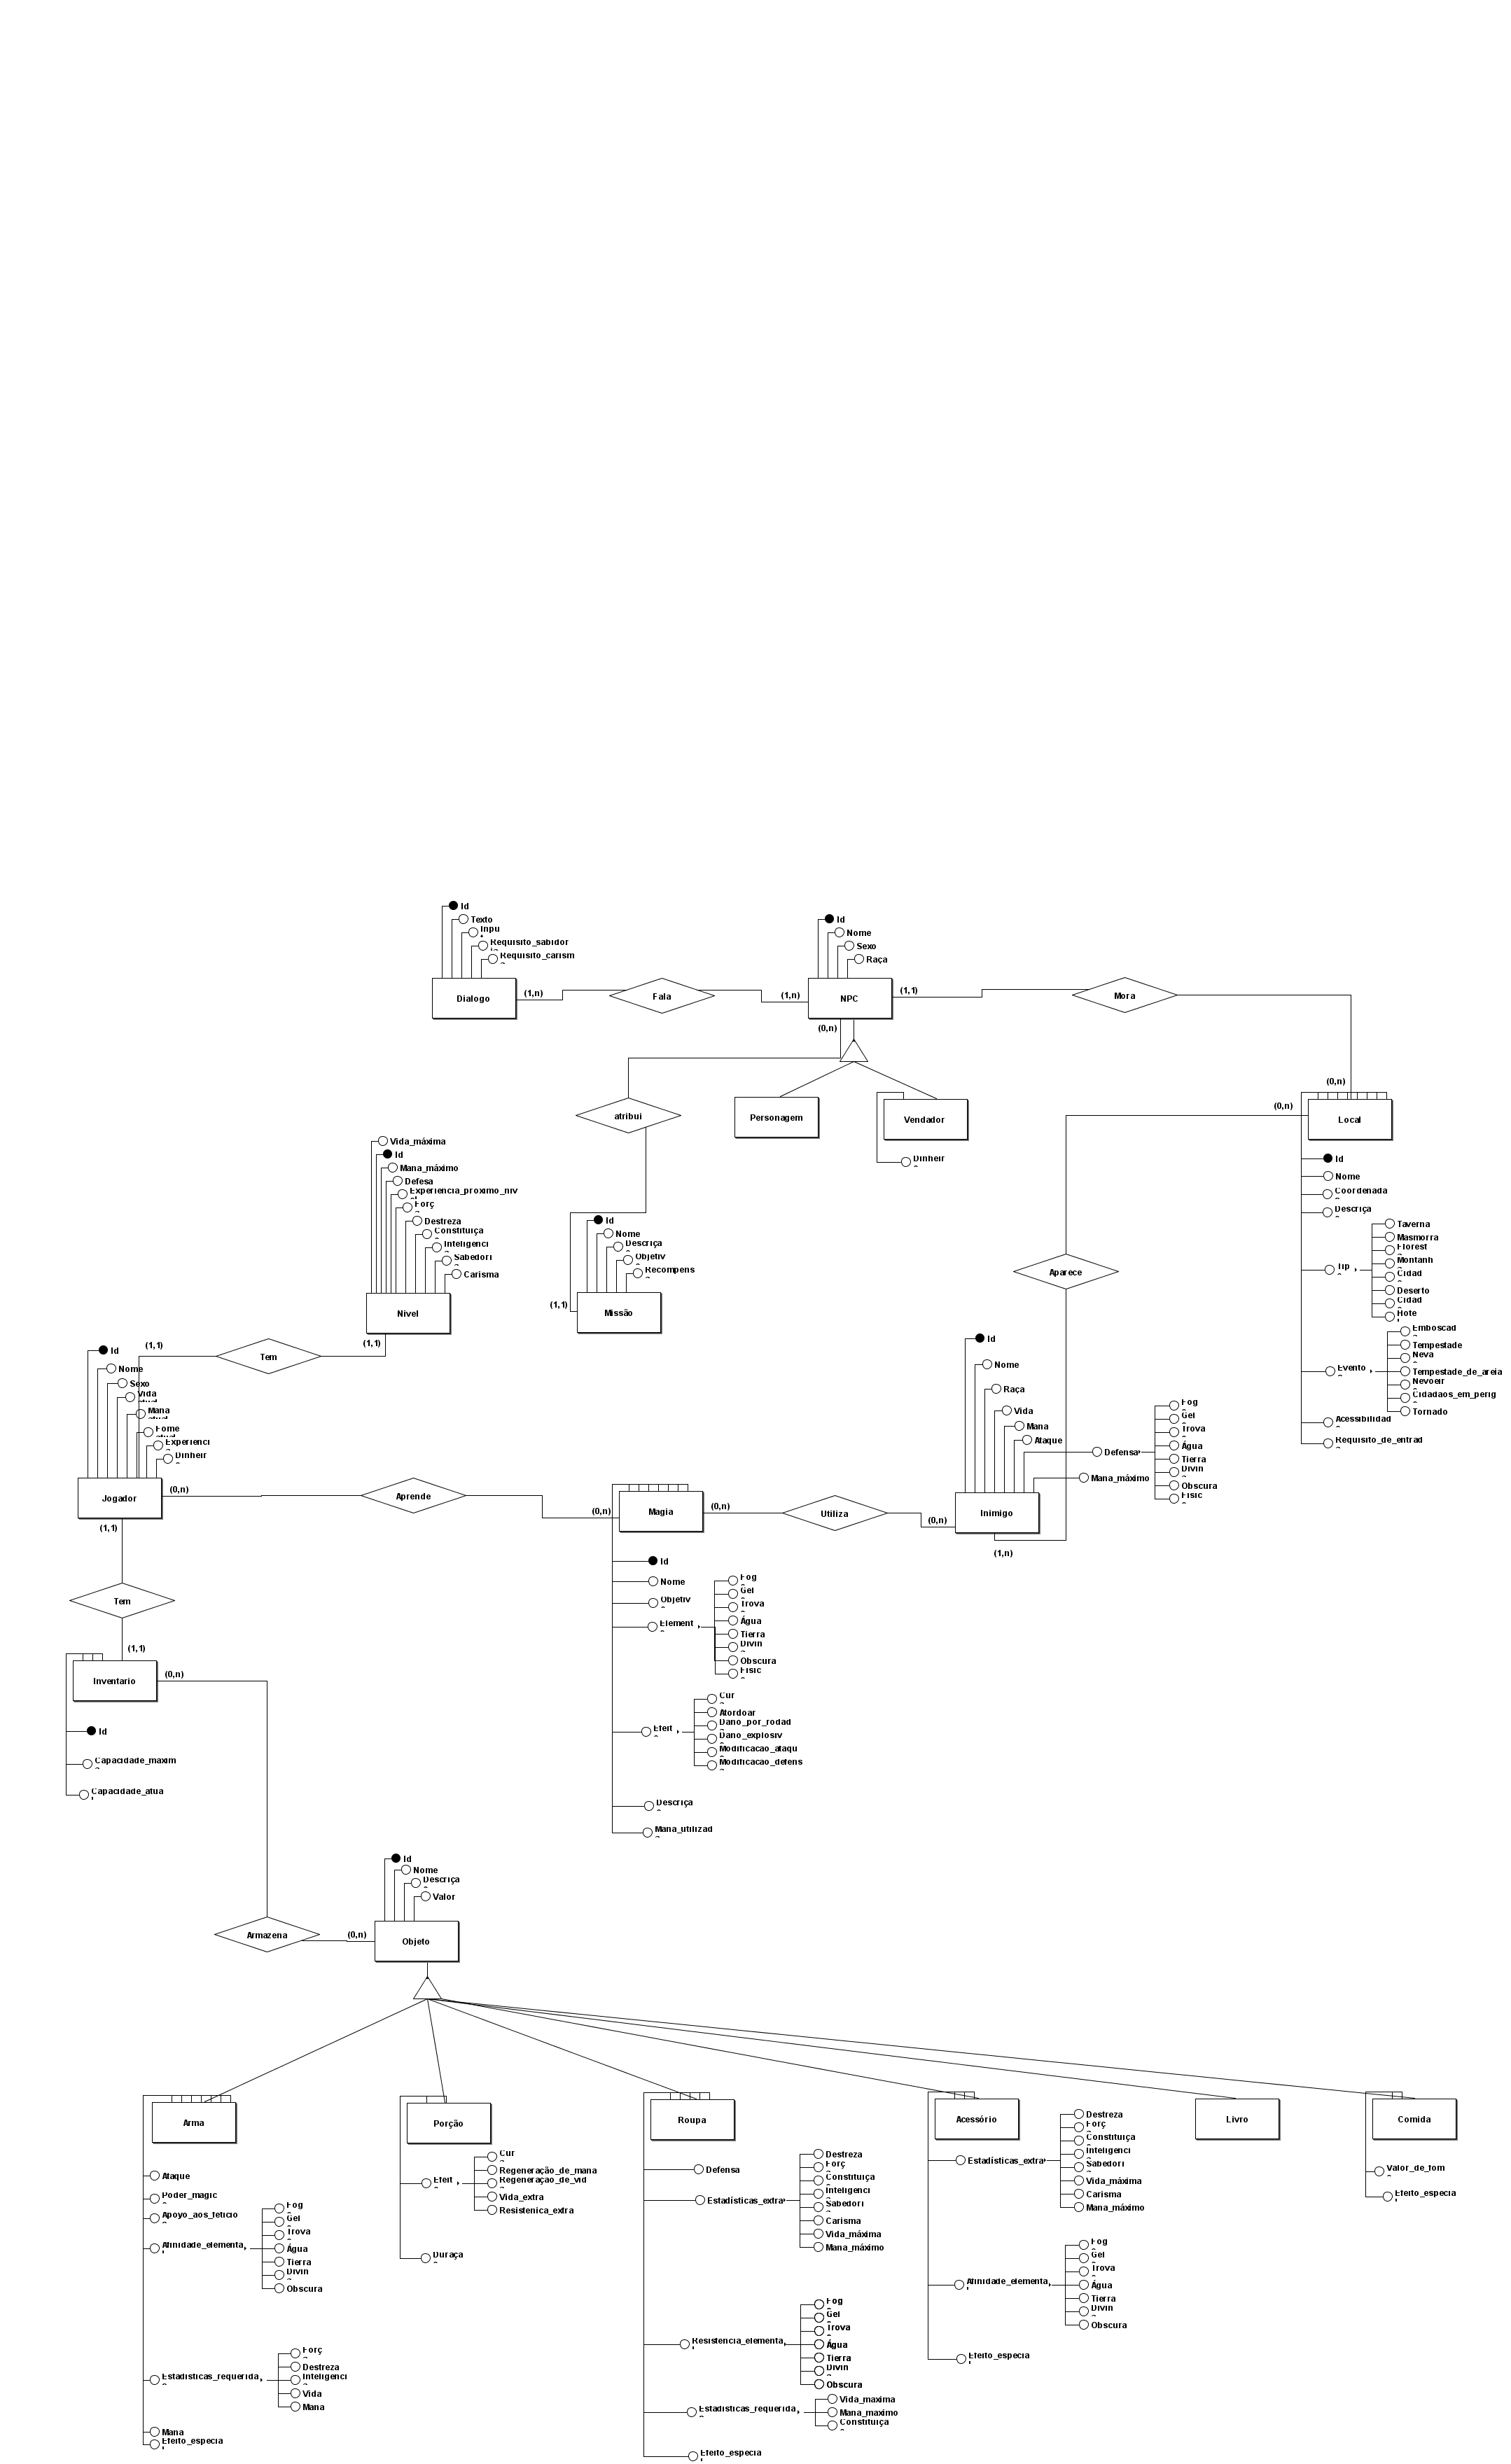 Id
Texto
Inpu
Requisito_sabidor
Requisito_carism
Dialogo
(1,n)
Fala
(1,n)
Id
Nome
Sexo
Raça
NPC
(1,1)
Mora
(0,n)
(0,n)
atribui
Personagem
Vendador
Dinheir
(0,n)
Local
Id
Nome
Coordenada
Descriça
Tip
Taverna
Masmorra
Florest
Montanh
Cidad
Deserto
Cidad
Hote
Evento
Emboscad
Tempestade
Neva
Tempestade_de_areia
Nevoeir
Cidadaos_em_perig
Tornado
Acessibilidad
Requisito_de_entrad
Vida_máxima
Id
Mana_máximo
Defesa
Experiencia_proximo_niv
Forç
Destreza
Constituiça
Inteligenci
Sabedori
Carisma
Nivel
(1,1)
Id
Nome
Descriça
Objetiv
Recompens
(1,1)
Missão
Aparece
(1,1)
Tem
Id
Nome
Sexo
Vida
atual
Mana
atual
Fome
atual
Experienci
Dinheir
Jogador
(0,n)
(1,1)
Aprende
(0,n)
Magia
(0,n)
Utiliza
(0,n)
Id
Nome
Raça
Vida
Mana
Ataque
Defensa
Fog
Gel
Trova
Água
Tierra
Divin
Obscura
Físic
Mana_máximo
Inimigo
(1,n)
Id
Nome
Objetiv
Element
Fog
Gel
Trova
Água
Tierra
Divin
Obscura
Físic
Efeit
Cur
Atordoar
Dano_por_rodad
Dano_explosiv
Modificacao_ataqu
Modificacao_defens
Descriça
Mana_utilizad
Tem
(1,1)
Inventario
(0,n)
Id
Capacidade_maxim
Capacidade_atua
Armazena
(0,n)
Id
Nome
Descriça
Valor
Objeto
Arma
Ataque
Poder_magic
Apoyo_aos_feticio
Afinidade_elementa
Fog
Gel
Trova
Água
Tierra
Divin
Obscura
Estadisticas_requerida
Forç
Destreza
Inteligenci
Vida
Mana
Mana
Efeito_especia
Porção
Efeit
Cur
Regeneração_de_mana
Regeneraçao_de_vid
Vida_extra
Resistenica_extra
Duraça
Roupa
Defensa
Estadísticas_extra
Destreza
Forç
Constituiça
Inteligenci
Sabedori
Carisma
Vida_máxima
Mana_máximo
Resistencia_elementa
Fog
Gel
Trova
Água
Tierra
Divin
Obscura
Estadisticas_requerida
Vida_maxima
Mana_maximo
Constituiça
Efeito_especia
Acessório
Estadísticas_extra
Destreza
Forç
Constituiça
Inteligenci
Sabedori
Vida_máxima
Carisma
Mana_máximo
Afinidade_elementa
Fog
Gel
Trova
Água
Tierra
Divin
Obscura
Efeito_especia
Livro
Comida
Valor_de_fom
Efeito_especia